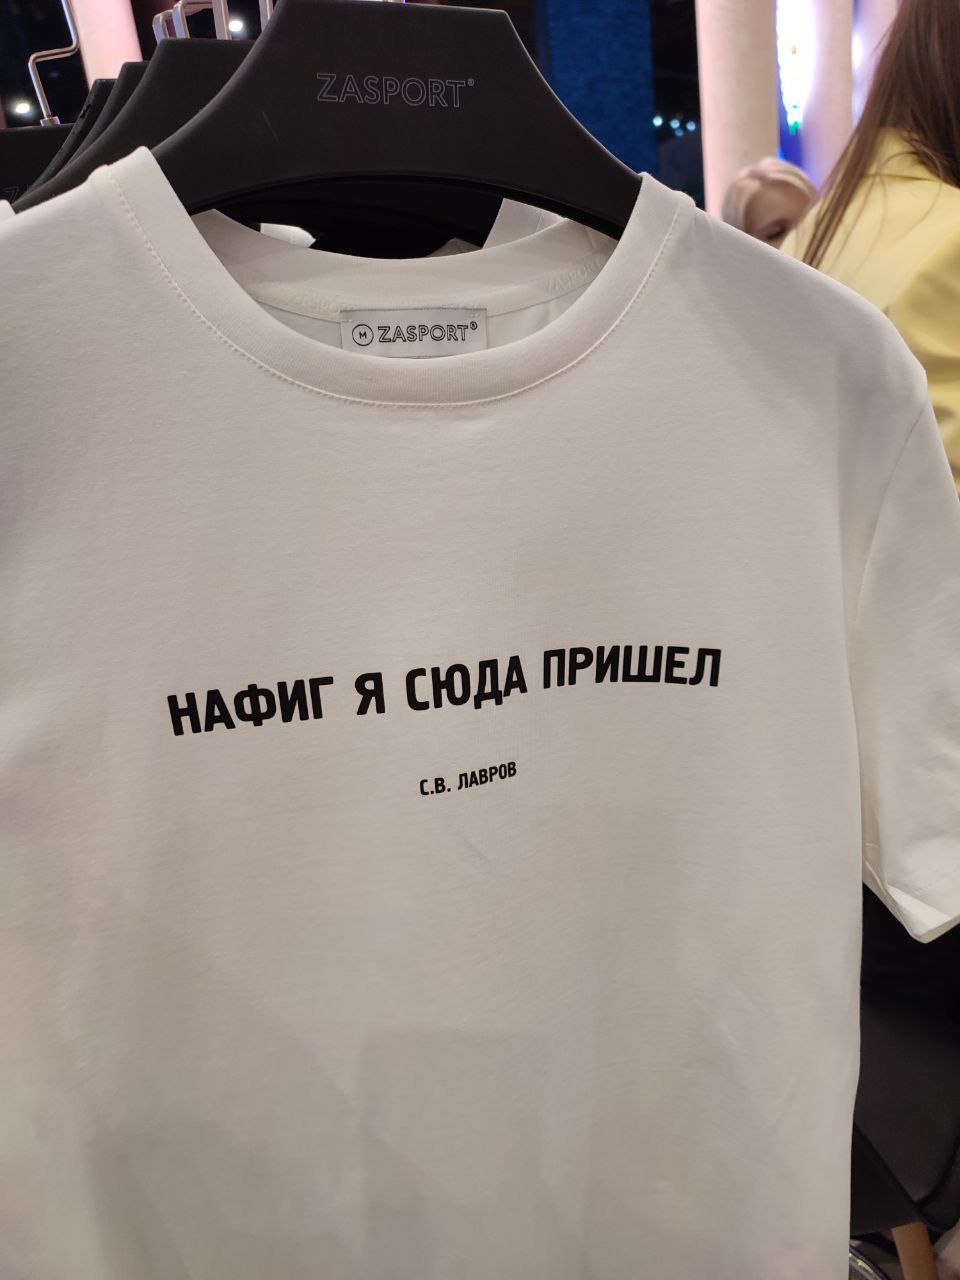 ZASPORT®
M ZASPORT®
НАФИГ Я СЮДА ПРИШЕЛ
С.В. ЛАВРОВ